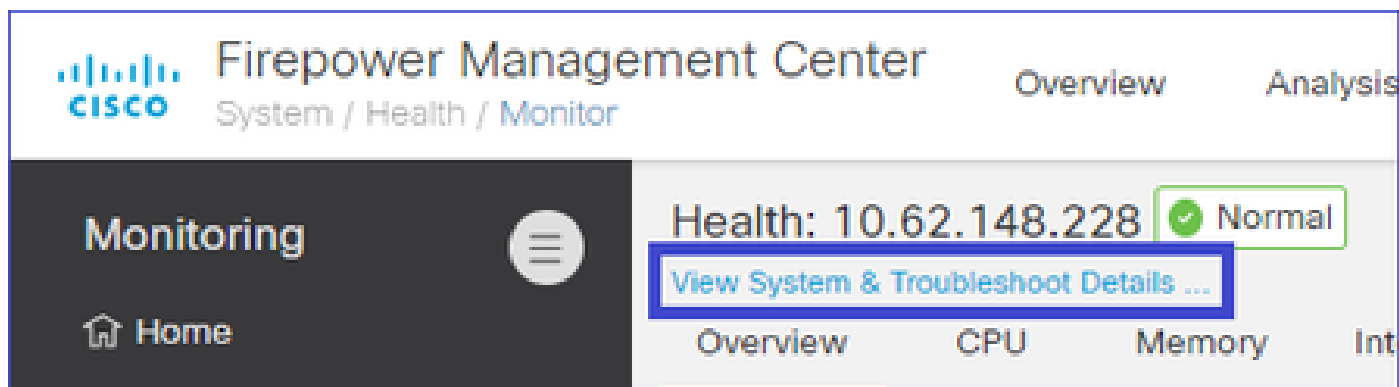 Firepower Management Center
CISCO
System / Health / Monitor
Overview
Analysis
Monitoring
Home
Health: 10.62.148.228 Normal
View System & Troubleshoot Details ...
Overview CPU Memory Int